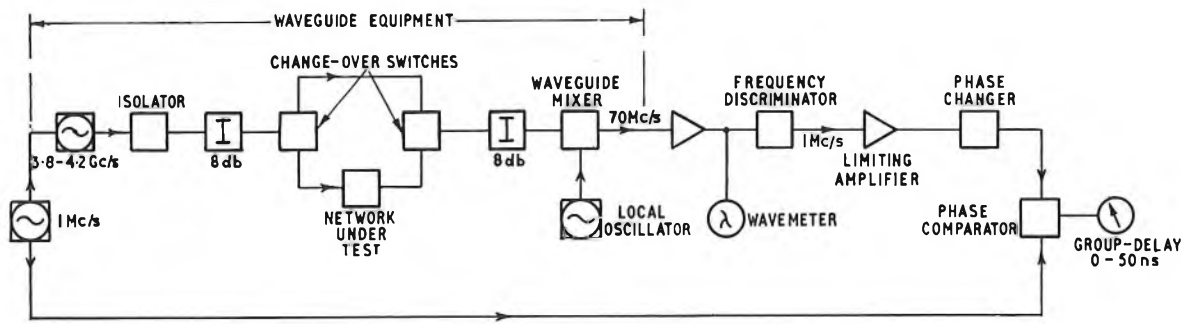 WAVEGUIDE EQUIPMENT
CHANGE-OVER SWITCHES
ISOLATOR
WAVEGUIDE
MIXER
FREQUENCY
DISCRIMINATOR
PHASE
CHANGER
70Mc/s
3·8-4·2Gc/s
8db
8db
1Mc/s
LIMITING
AMPLIFIER
1Mc/s
NETWORK
UNDER
TEST
LOCAL
OSCILLATOR
λ
WAVEMETER
PHASE
COMPARATOR
GROUP-DELAY
0-50ns